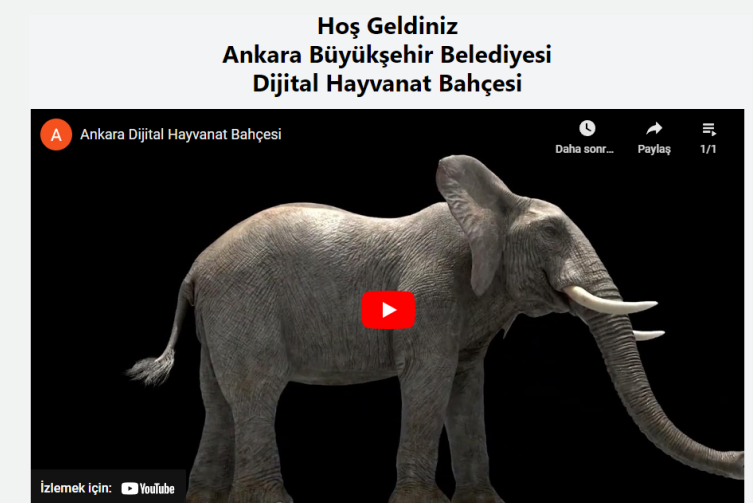 Hoş Geldiniz
Ankara Büyükşehir Belediyesi
Dijital Hayvanat Bahçesi
A Ankara Dijital Hayvanat Bahçesi
Daha sonr...
Paylaş
1/1
İzlemek için: YouTube